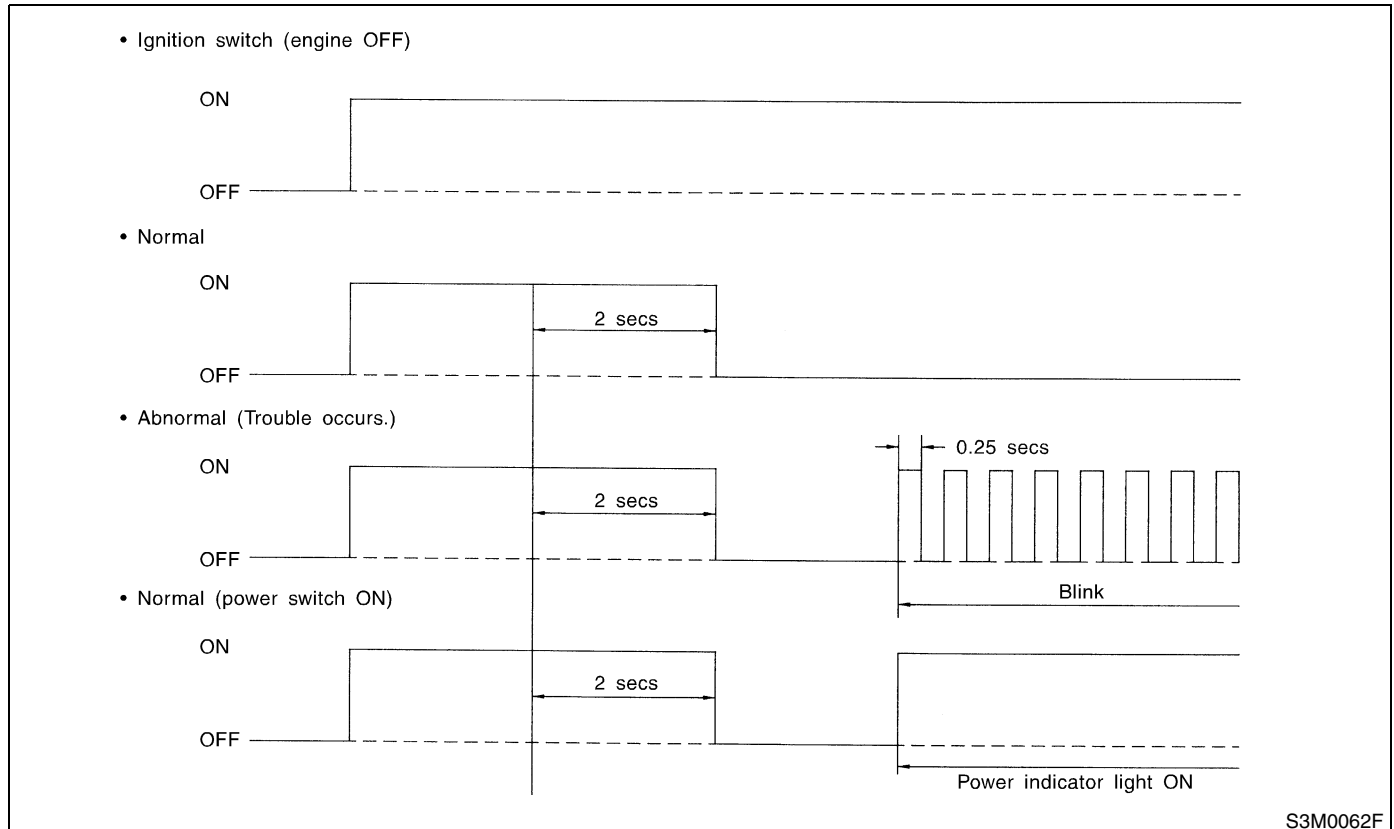 • Ignition switch (engine OFF)
ON
OFF
• Normal
ON
2 secs
OFF
• Abnormal (Trouble occurs.)
0.25 secs
ON
2 secs
OFF
Blink
• Normal (power switch ON)
ON
2 secs
OFF
Power indicator light ON
S3M0062F